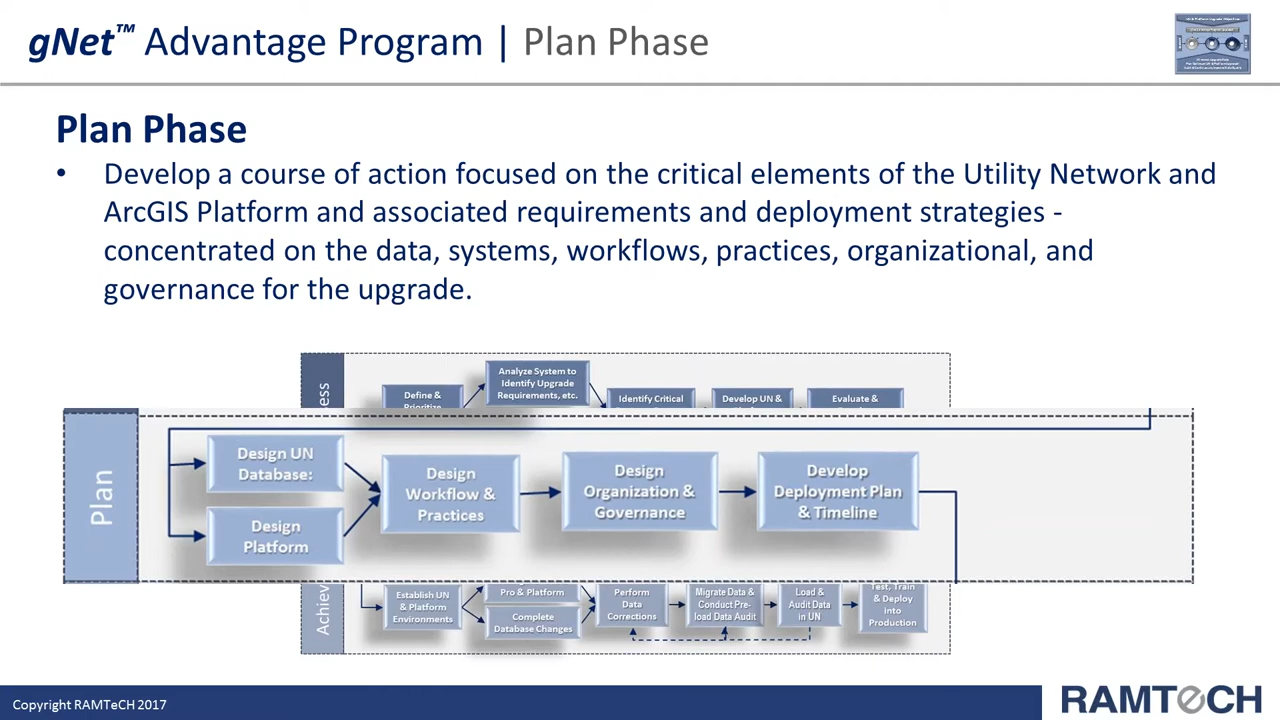 gNet™ Advantage Program | Plan Phase
Plan Phase
• Develop a course of action focused on the critical elements of the Utility Network and
ArcGIS Platform and associated requirements and deployment strategies -
concentrated on the data, systems, workflows, practices, organizational, and
governance for the upgrade.
ess
Define &
Prioritize
Analyze System to
Identify Upgrade
Requirements, etc.
Identify Critical
Develop UN &
Evaluate &
Plan
Design UN
Database:
Design
Platform
Design
Workflow &
Practices
Design
Organization &
Governance
Develop
Deployment Plan
& Timeline
Achiev
Establish UN
& Platform
Environments
Pro & Platform
Complete
Database Changes
Perform
Data
Corrections
Migrate Data &
Conduct Pre-
load Data Audit
Load &
Audit Data
in UN
Test, Train
& Deploy
into
Production
Copyright RAMTeCH 2017
RAMTeCH